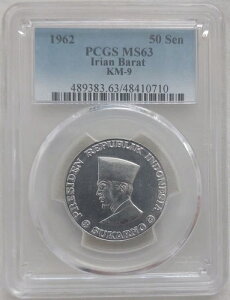 1962 50 Sen
PCGS MS63
Irian Barat
KM-9
489383.63/48410710
PRESIDEN REPUBLIK INDONESIA
SUKARNO